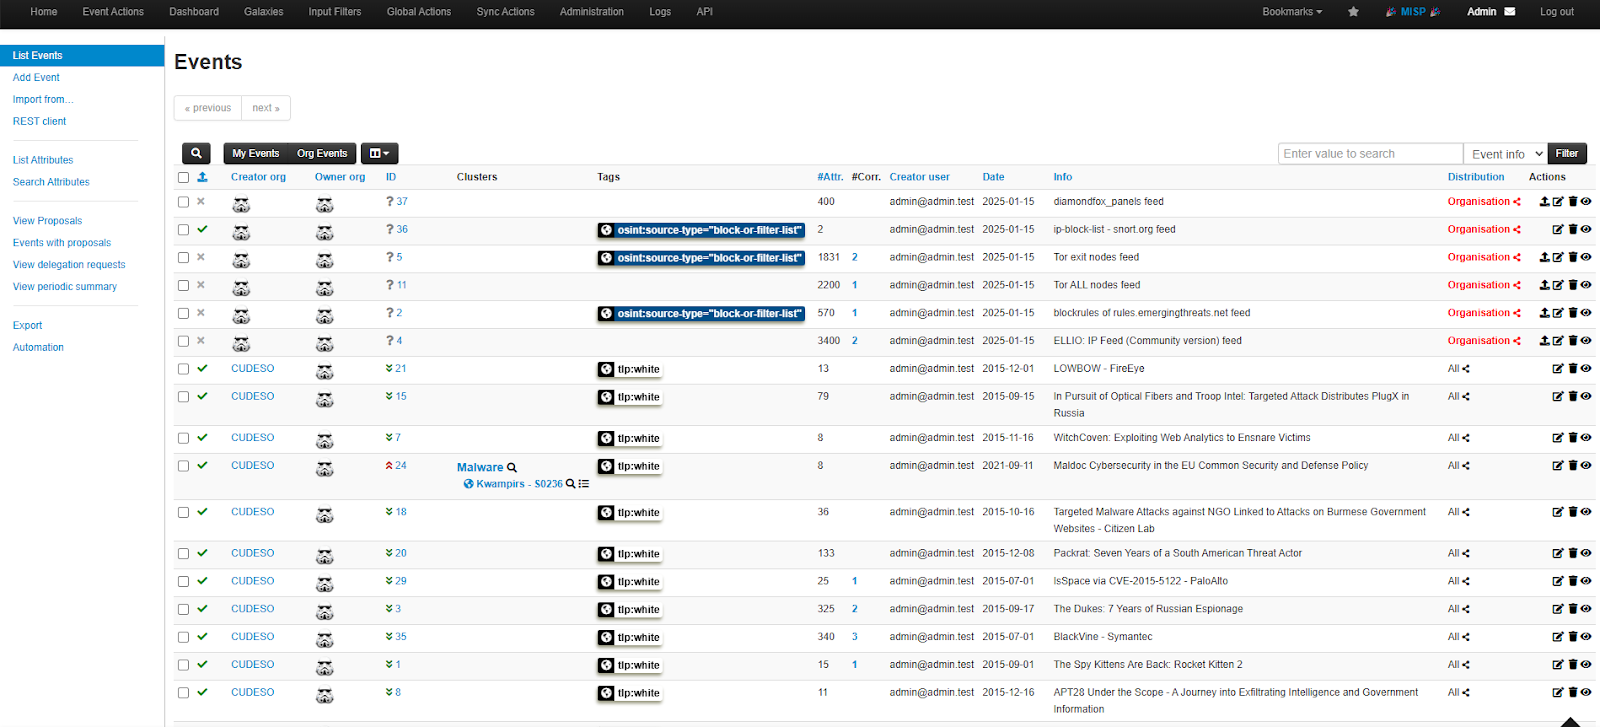 Home Event Actions Dashboard Galaxies Input Filters Global Actions Sync Actions Administration Logs API Bookmarks MISP Admin Log out
List Events
Add Event
Import from...
REST client
List Attributes
Search Attributes
View Proposals
Events with proposals
View delegation requests
View periodic summary
Export
Automation
Events
« previous next »
My Events Org Events Enter value to search Event info Filter
Creator org Owner org ID Clusters Tags #Attr. #Corr. Creator user Date Info Distribution Actions
? 37 400 admin@admin.test 2025-01-15 diamondfox_panels feed Organisation
? 36 osint:source-type="block-or-filter-list" 2 admin@admin.test 2025-01-15 ip-block-list - snort.org feed Organisation
? 5 osint:source-type="block-or-filter-list" 1831 2 admin@admin.test 2025-01-15 Tor exit nodes feed Organisation
? 11 2200 1 admin@admin.test 2025-01-15 Tor ALL nodes feed Organisation
? 2 osint:source-type="block-or-filter-list" 570 1 admin@admin.test 2025-01-15 blockrules of rules.emergingthreats.net feed Organisation
? 4 3400 2 admin@admin.test 2025-01-15 ELLIO: IP Feed (Community version) feed Organisation
CUDESO 21 tlp:white 13 admin@admin.test 2015-12-01 LOWBOW - FireEye All
CUDESO 15 tlp:white 79 admin@admin.test 2015-09-15 In Pursuit of Optical Fibers and Troop Intel: Targeted Attack Distributes PlugX in All
Russia
CUDESO 7 tlp:white 8 admin@admin.test 2015-11-16 WitchCoven: Exploiting Web Analytics to Ensnare Victims All
CUDESO 24 Malware tlp:white 8 admin@admin.test 2021-09-11 Maldoc Cybersecurity in the EU Common Security and Defense Policy All
Kwampirs - S0236
CUDESO 18 tlp:white 36 admin@admin.test 2015-10-16 Targeted Malware Attacks against NGO Linked to Attacks on Burmese Government All
Websites - Citizen Lab
CUDESO 20 tlp:white 133 admin@admin.test 2015-12-08 Packrat: Seven Years of a South American Threat Actor All
CUDESO 29 tlp:white 25 1 admin@admin.test 2015-07-01 IsSpace via CVE-2015-5122 - PaloAlto All
CUDESO 3 tlp:white 325 2 admin@admin.test 2015-09-17 The Dukes: 7 Years of Russian Espionage All
CUDESO 35 tlp:white 340 3 admin@admin.test 2015-07-01 BlackVine - Symantec All
CUDESO 1 tlp:white 15 1 admin@admin.test 2015-09-01 The Spy Kittens Are Back: Rocket Kitten 2 All
CUDESO 8 tlp:white 11 admin@admin.test 2015-12-16 APT28 Under the Scope - A Journey into Exfiltrating Intelligence and Government All
Information